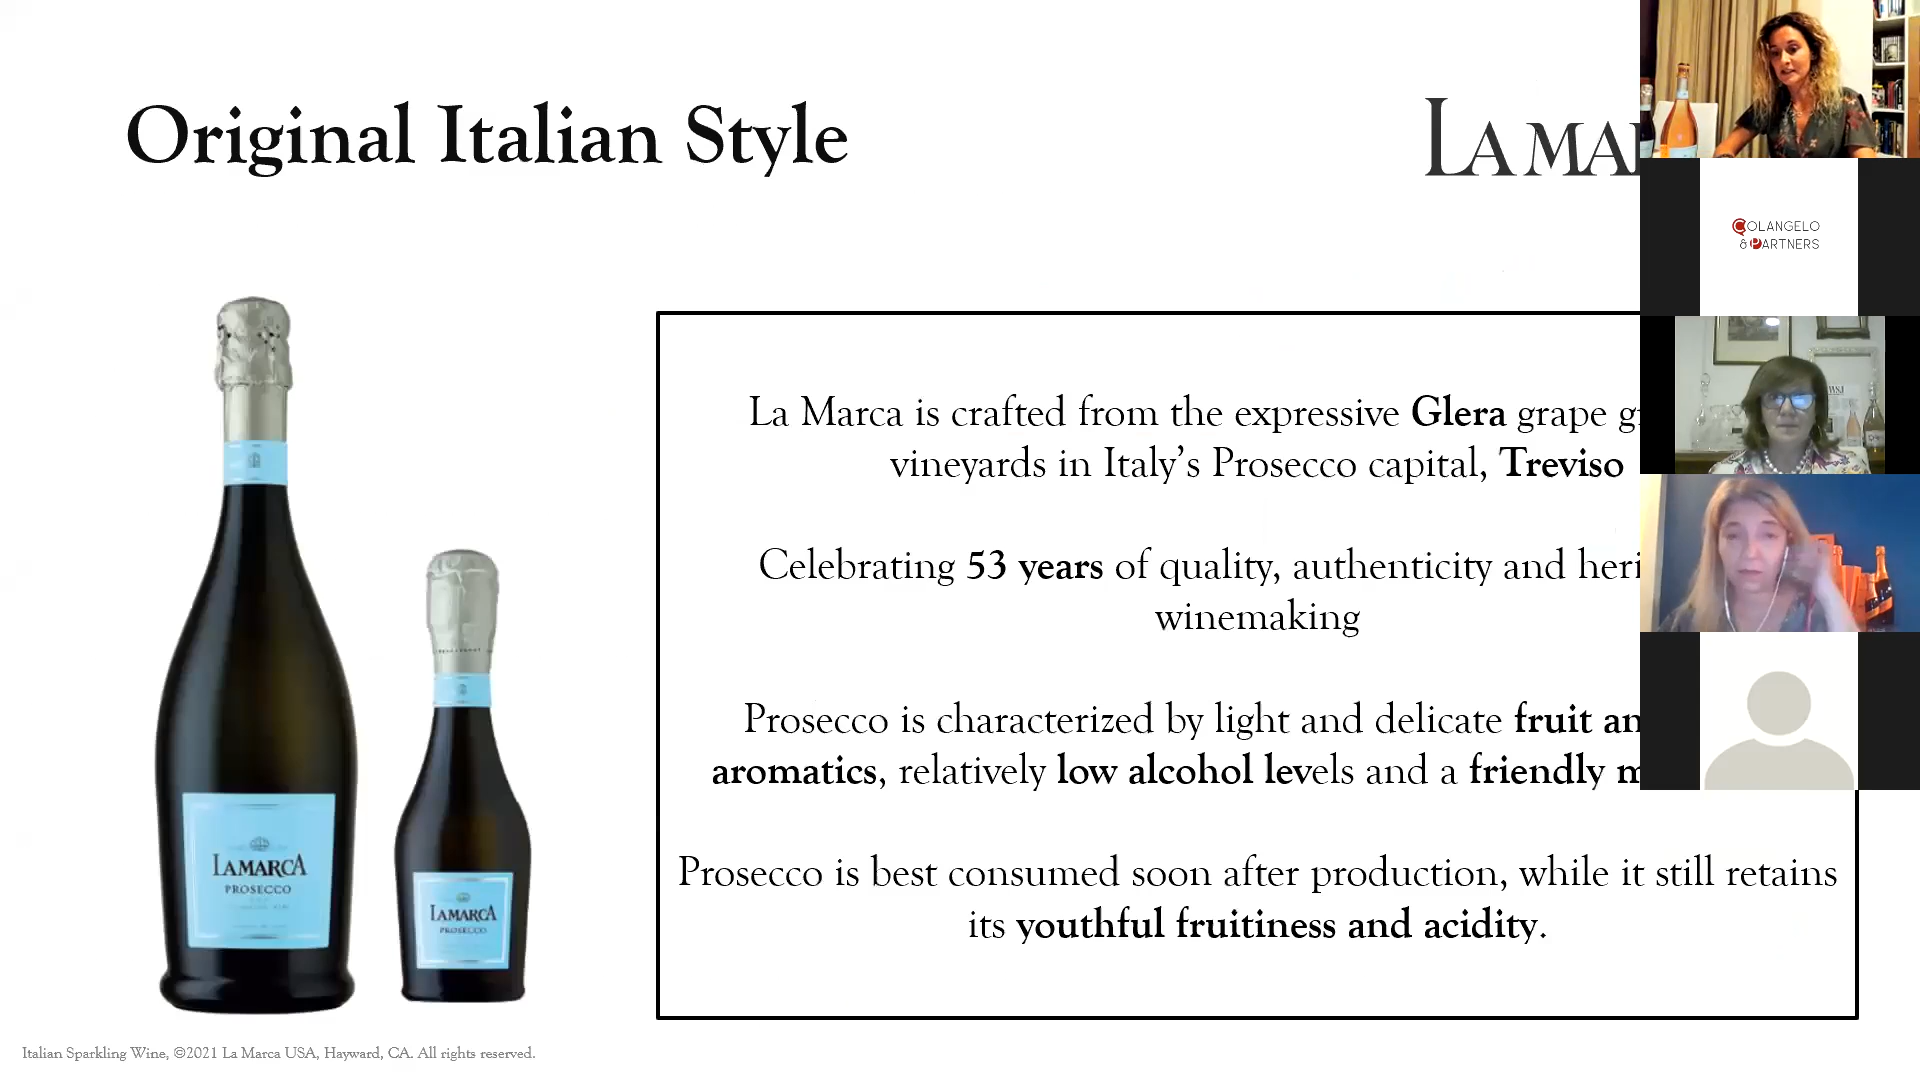 Original Italian Style
LA MA
COLANGELO
& PARTNERS
La Marca is crafted from the expressive Glera grape
vineyards in Italy's Prosecco capital, Treviso
Celebrating 53 years of quality, authenticity and
winemaking
Prosecco is characterized by light and delicate fruit
aromatics, relatively low alcohol levels and a friendly
Prosecco is best consumed soon after production, while it still retains
its youthful fruitiness and acidity.
LAMARCA
PROSECCO
LAMARCA
PROSECCO
Italian Sparkling Wine, ©2021 La Marca USA, Hayward, CA. All rights reserved.